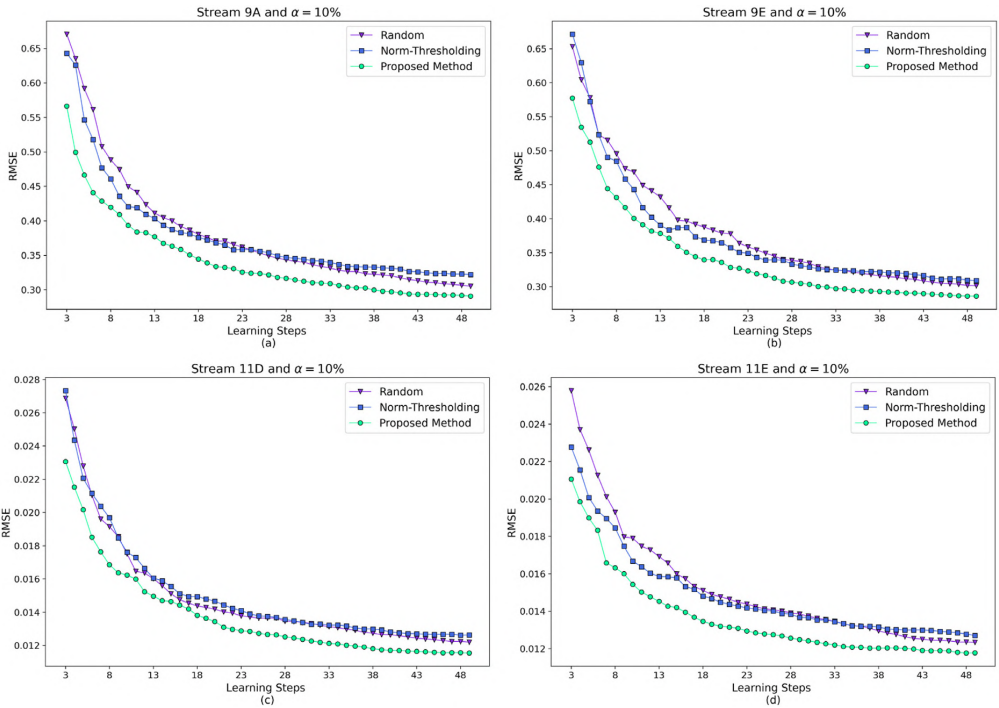 Stream 9A and α = 10%
RMSE
0.65
0.60
0.55
0.50
0.45
0.40
0.35
0.30
Random
Norm-Thresholding
Proposed Method
3 8 13 18 23 28 33 38 43 48
Learning Steps
(a)
Stream 9E and α = 10%
RMSE
0.65
0.60
0.55
0.50
0.45
0.40
0.35
0.30
Random
Norm-Thresholding
Proposed Method
3 8 13 18 23 28 33 38 43 48
Learning Steps
(b)
Stream 11D and α = 10%
RMSE
0.028
0.026
0.024
0.022
0.020
0.018
0.016
0.014
0.012
Random
Norm-Thresholding
Proposed Method
3 8 13 18 23 28 33 38 43 48
Learning Steps
(c)
Stream 11E and α = 10%
RMSE
0.026
0.024
0.022
0.020
0.018
0.016
0.014
0.012
Random
Norm-Thresholding
Proposed Method
3 8 13 18 23 28 33 38 43 48
Learning Steps
(d)